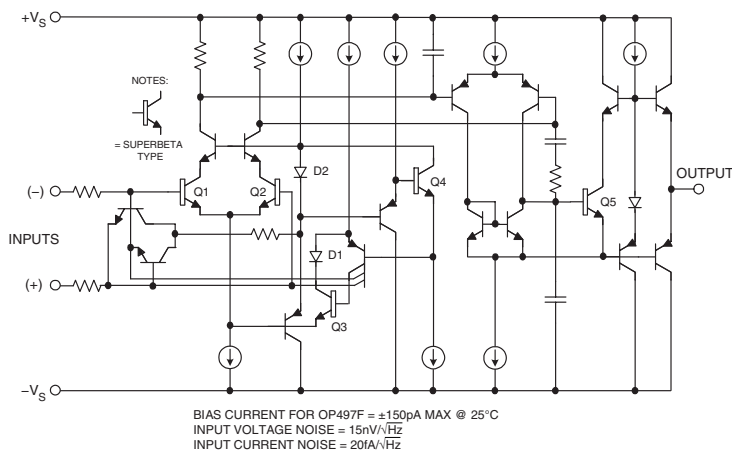 +VS
NOTES:
= SUPERBETA
TYPE
(–)
INPUTS
(+)
Q1
Q2
D2
D1
Q3
Q4
Q5
OUTPUT
–VS
BIAS CURRENT FOR OP497F = ±150pA MAX @ 25°C
INPUT VOLTAGE NOISE = 15nV/√Hz
INPUT CURRENT NOISE = 20fA/√Hz